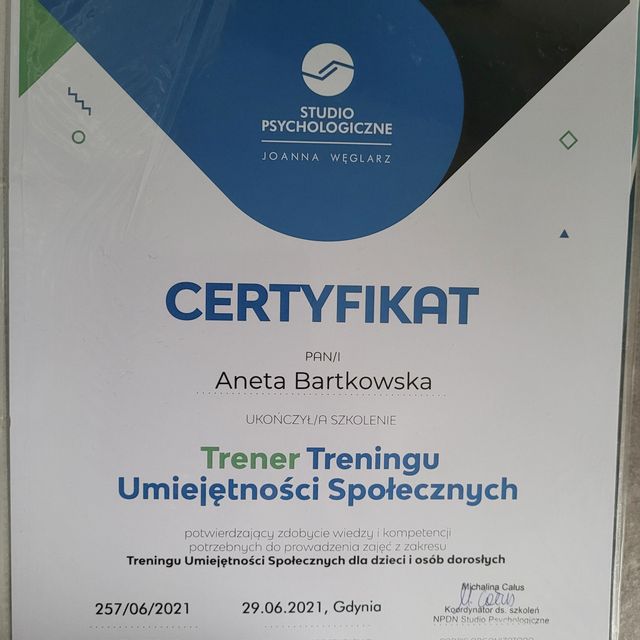 STUDIO
PSYCHOLOGICZNE
JOANNA WĘGLARZ
CERTYFIKAT
PAN/I
Aneta Bartkowska
UKOŃCZYŁ/A SZKOLENIE
Trener Treningu
Umiejętności Społecznych
potwierdzający zdobycie wiedzy i kompetencji
potrzebnych do prowadzenia zajęć z zakresu
Treningu Umiejętności Społecznych dla dzieci i osób dorosłych
Michalina Całus
257/06/2021 29.06.2021, Gdynia Koordynator ds. szkoleń
NPDN Studio Psychologiczne